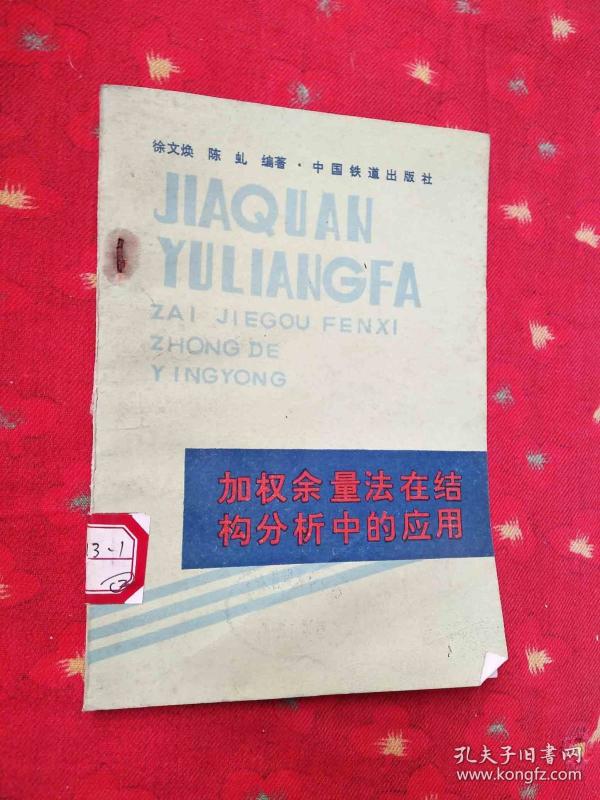 徐文焕 陈虬 编著·中国铁道出版社
JIAQUAN
YULIANGFA
ZAI JIEGOU FENXI
ZHONG DE
YINGYONG
加权余量法在结
构分析中的应用
13-1
孔夫子旧书网
www.kongfz.com